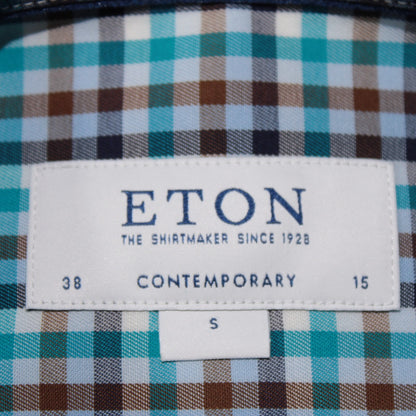 ETON
THE SHIRTMAKER SINCE 1928
38 CONTEMPORARY 15
S